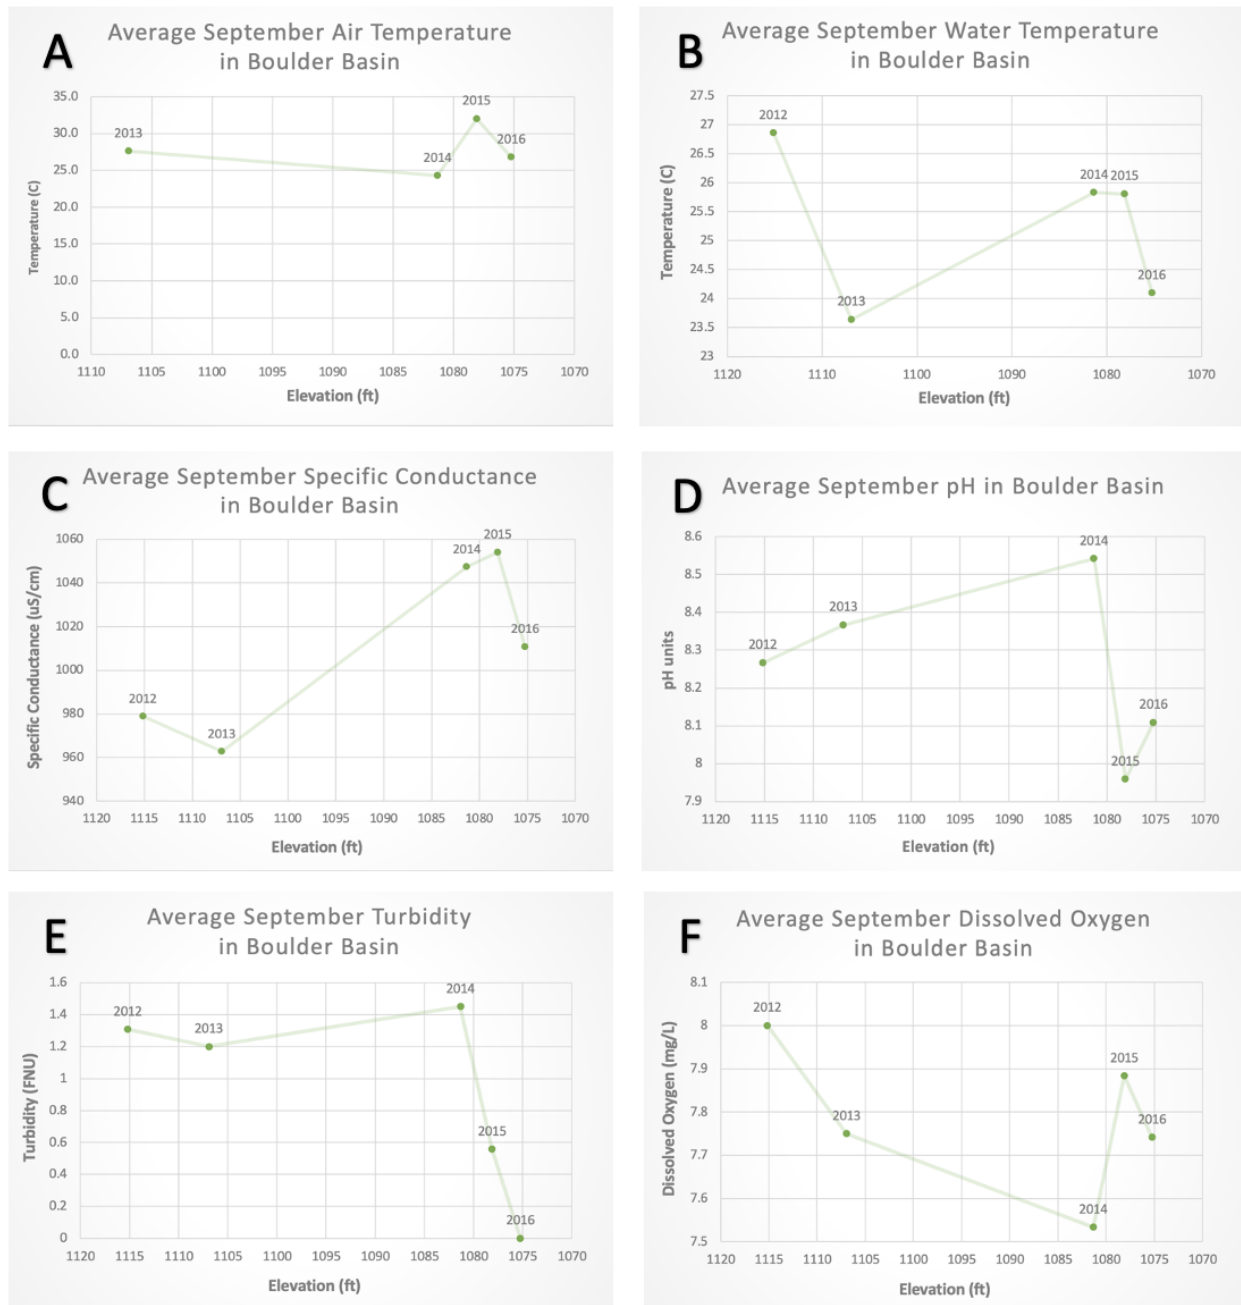 A
Average September Air Temperature
in Boulder Basin
Temperature (C)
35.0
30.0
25.0
20.0
15.0
10.0
5.0
0.0
2013
2014
2015
2016
1110 1105 1100 1095 1090 1085 1080 1075 1070
Elevation (ft)
B
Average September Water Temperature
in Boulder Basin
Temperature (C)
27.5
27
26.5
26
25.5
25
24.5
24
23.5
23
2012
2013
2014 2015
2016
1120 1110 1100 1090 1080 1070
Elevation (ft)
C
Average September Specific Conductance
in Boulder Basin
Specific Conductance (uS/cm)
1060
1040
1020
1000
980
960
940
2012
2013
2014
2015
2016
1120 1115 1110 1105 1100 1095 1090 1085 1080 1075 1070
Elevation (ft)
D
Average September pH in Boulder Basin
pH units
8.6
8.5
8.4
8.3
8.2
8.1
8
7.9
2012
2013
2014
2015
2016
1120 1115 1110 1105 1100 1095 1090 1085 1080 1075 1070
Elevation (ft)
E
Average September Turbidity
in Boulder Basin
Turbidity (FNU)
1.6
1.4
1.2
1
0.8
0.6
0.4
0.2
0
2012
2013
2014
2015
2016
1120 1115 1110 1105 1100 1095 1090 1085 1080 1075 1070
Elevation (ft)
F
Average September Dissolved Oxygen
in Boulder Basin
Dissolved Oxygen (mg/L)
8.1
8
7.9
7.8
7.7
7.6
7.5
2012
2013
2014
2015
2016
1120 1115 1110 1105 1100 1095 1090 1085 1080 1075 1070
Elevation (ft)